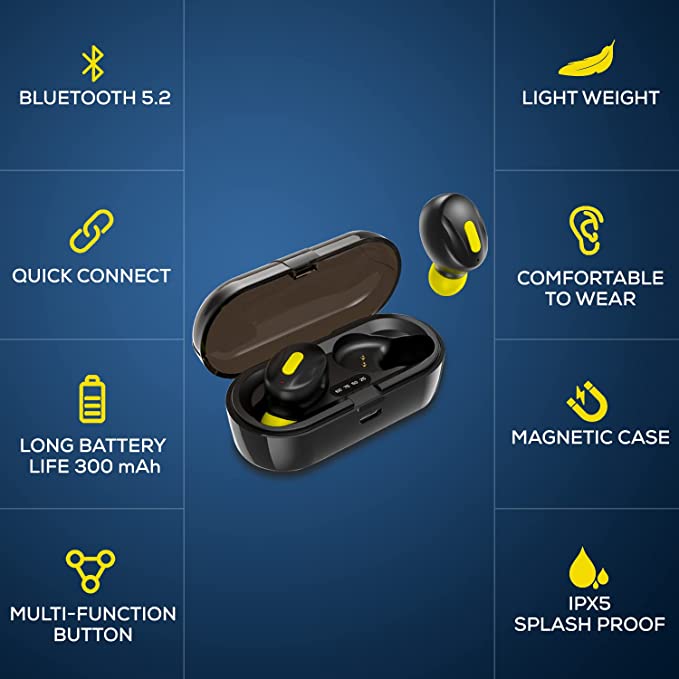 BLUETOOTH 5.2
QUICK CONNECT
LONG BATTERY
LIFE 300 mAh
MULTI-FUNCTION
BUTTON
LIGHT WEIGHT
COMFORTABLE
TO WEAR
MAGNETIC CASE
IPX5
SPLASH PROOF